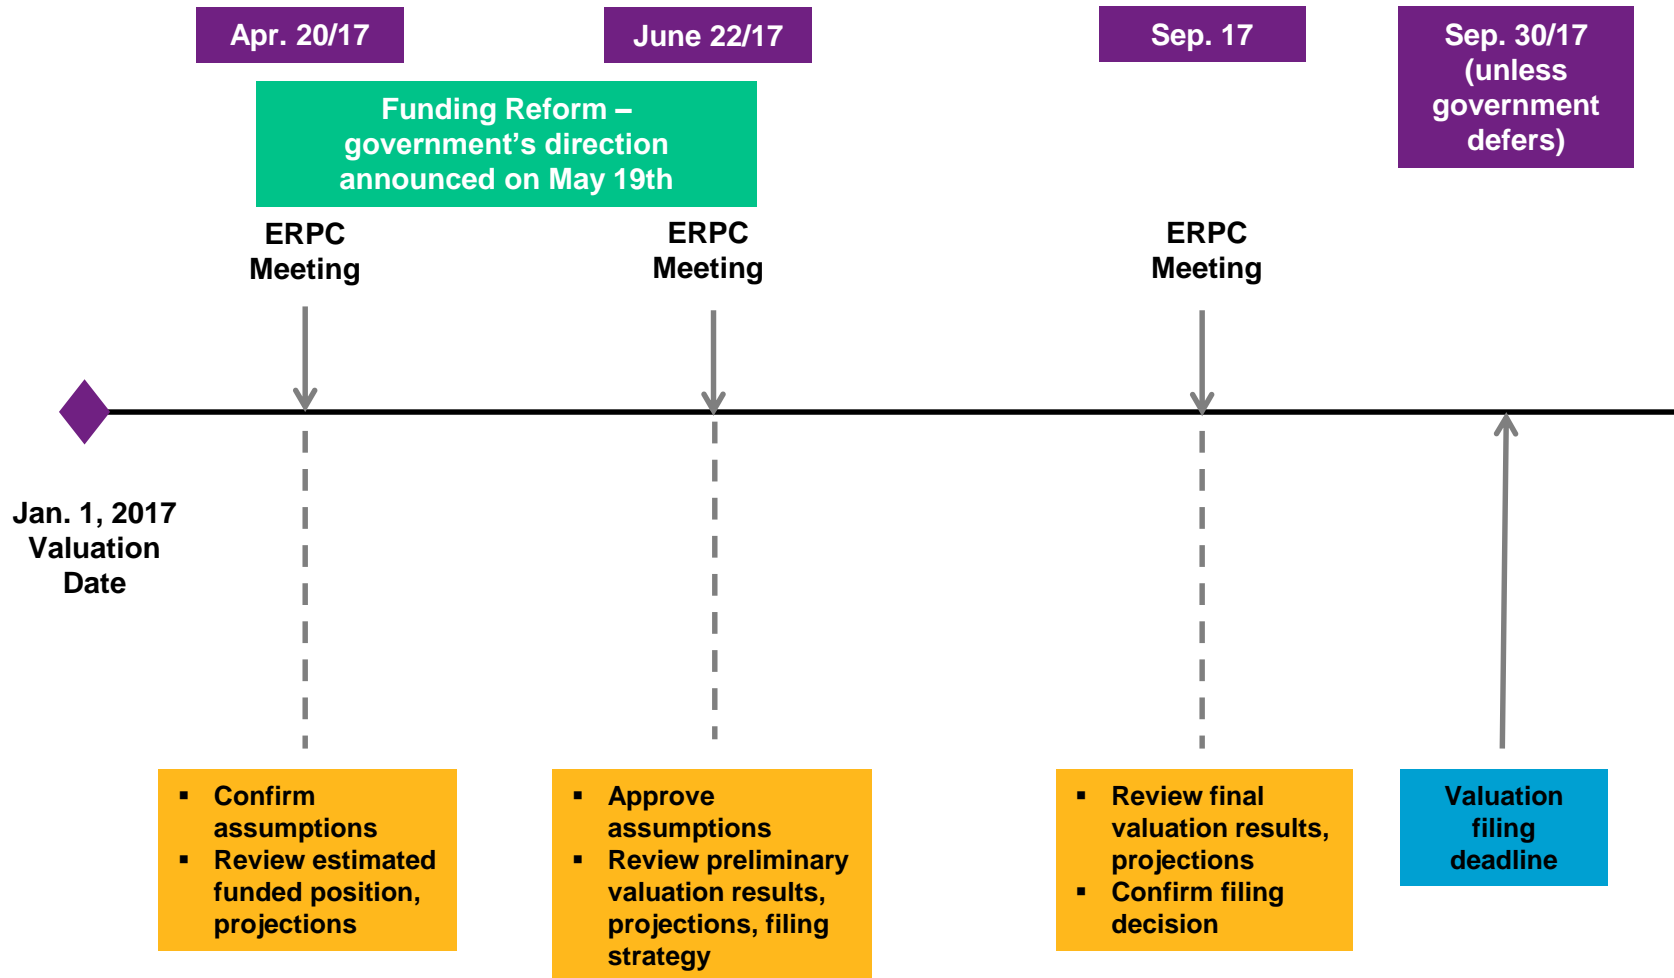 Apr. 20/17
June 22/17
Sep. 17
Sep. 30/17
(unless
government
defers)
Funding Reform –
government’s direction
announced on May 19th
ERPC
Meeting
ERPC
Meeting
ERPC
Meeting
Jan. 1, 2017
Valuation
Date
▪ Confirm
assumptions
▪ Review estimated
funded position,
projections
▪ Approve
assumptions
▪ Review preliminary
valuation results,
projections, filing
strategy
▪ Review final
valuation results,
projections
▪ Confirm filing
decision
Valuation
filing
deadline